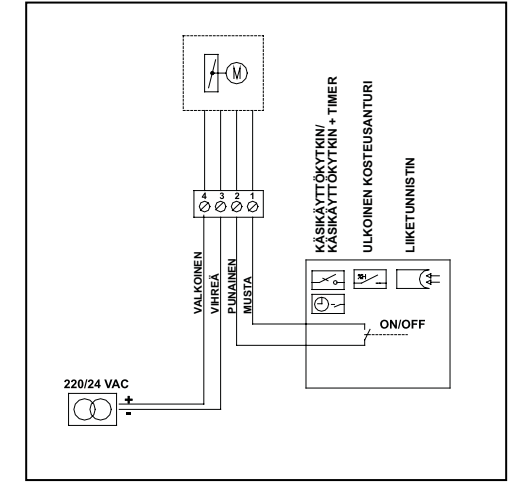 M
4 3 2 1
VALKOINEN
VIHREÄ
PUNAINEN
MUSTA
KÄSIKÄYTTÖKYTKIN/
KÄSIKÄYTTÖKYTKIN + TIMER
ULKOINEN KOSTEUSANTURI
LIIKETUNNISTIN
%H
ON/OFF
220/24 VAC
+
-